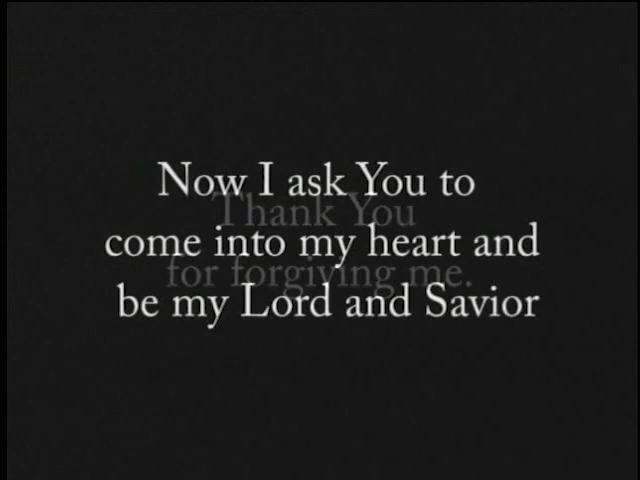 Now I ask You to
Thank You
come into my heart and
for forgiving me.
be my Lord and Savior